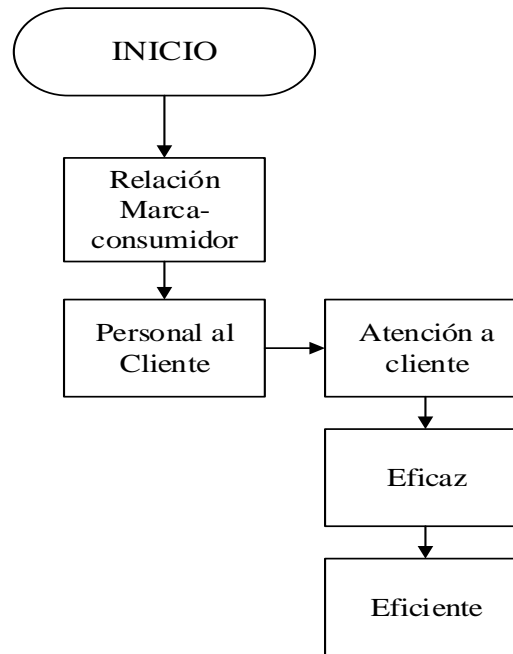 INICIO
Relación
Marca-
consumidor
Personal al
Cliente
Atención a
cliente
Eficaz
Eficiente